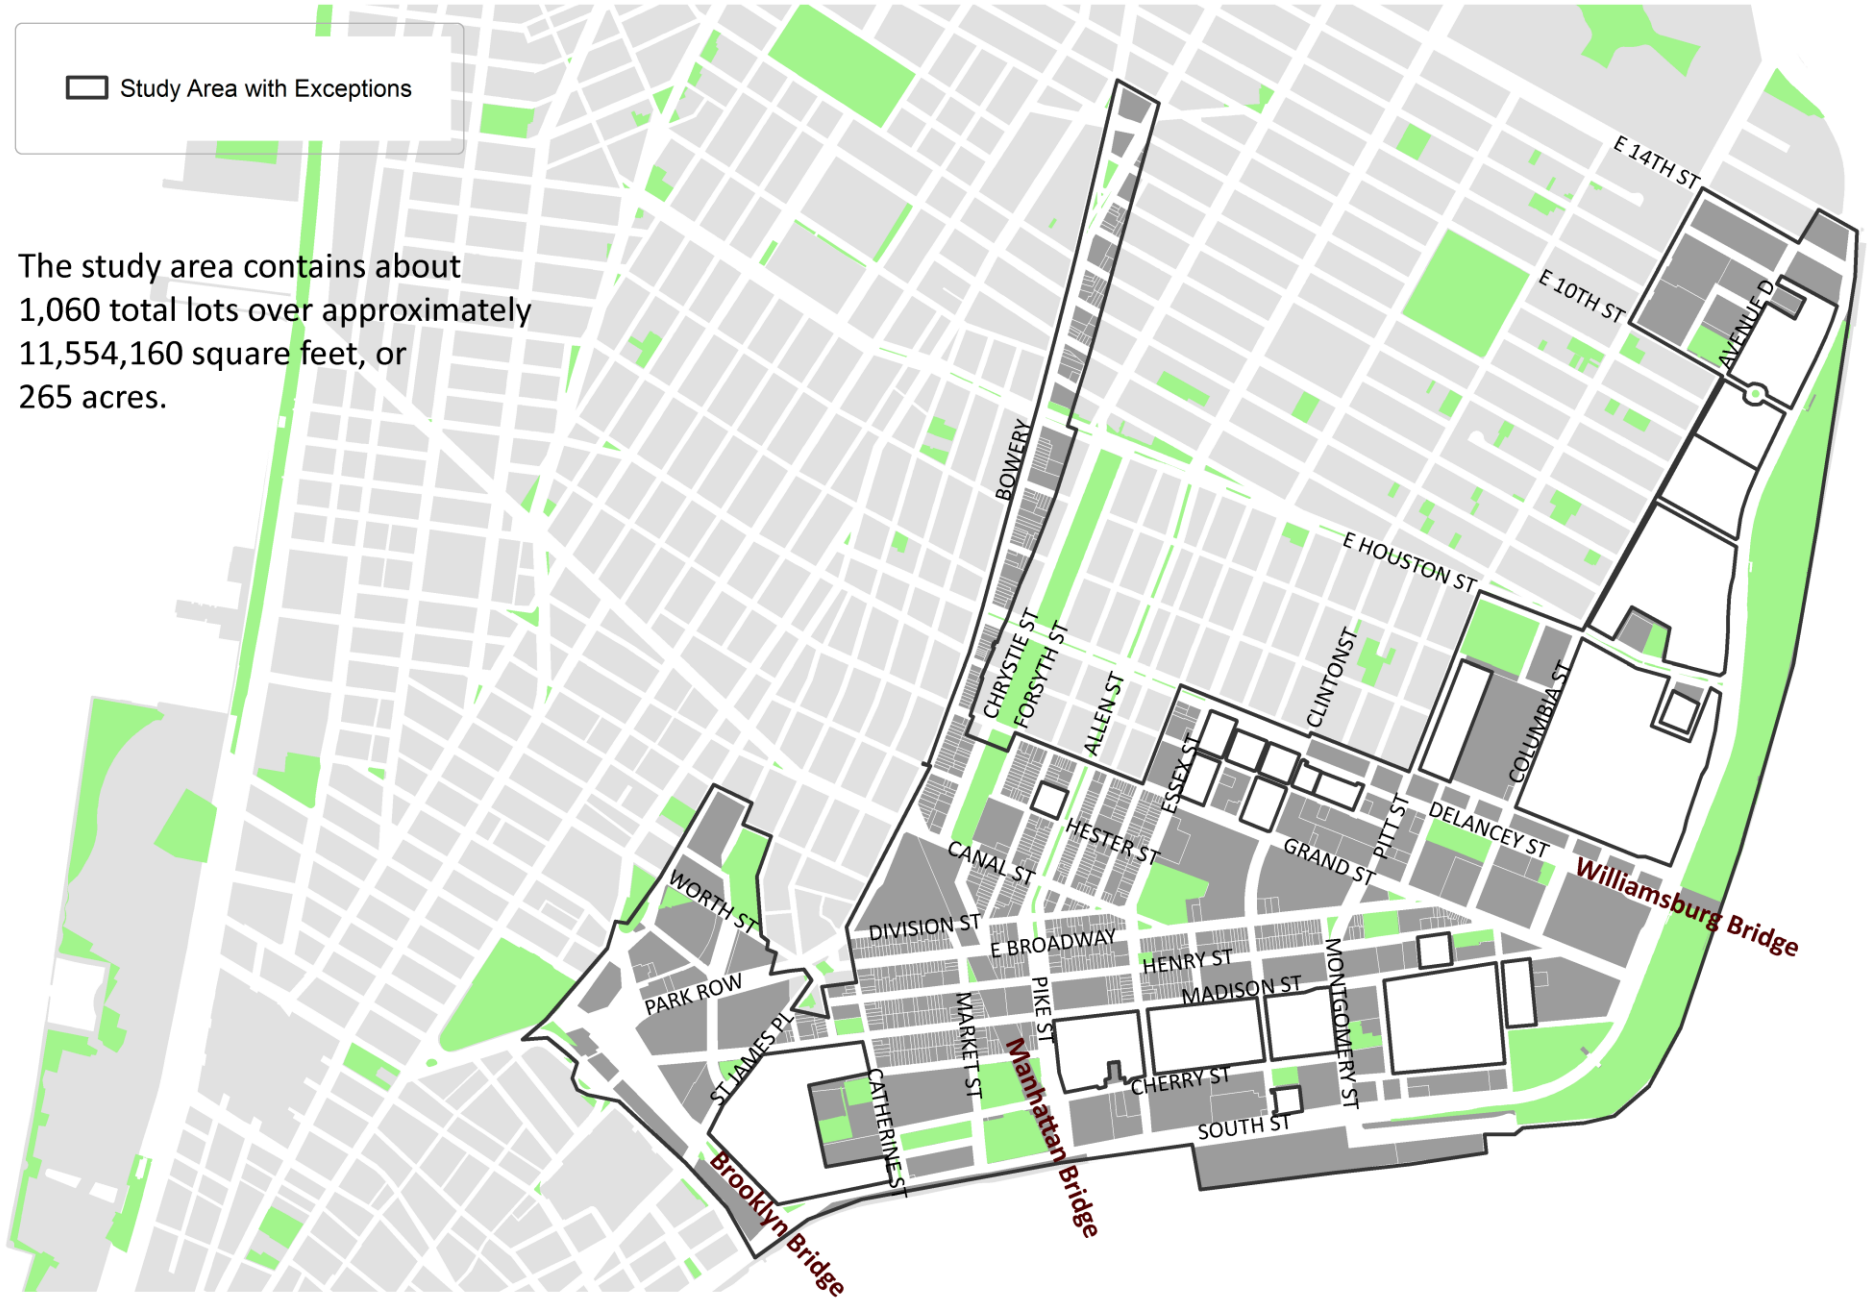 Study Area with Exceptions
The study area contains about
1,060 total lots over approximately
11,554,160 square feet, or
265 acres.
E 14TH ST
E 10TH ST
AVENUE D
BOWERY
E HOUSTON ST
CHRYSTIE ST
FORSYTH ST
ALLEN ST
CLINTONST
COLUMBIA ST
ESSEX ST
PITT ST
DELANCEY ST
HESTER ST
GRAND ST
CANAL ST
WORTH ST
Williamsburg Bridge
DIVISION ST
E BROADWAY
HENRY ST
MADISON ST
MONTGOMERY ST
PARK ROW
PIKE ST
MARKET ST
ST JAMES PL
CATHERINE ST
CHERRY ST
SOUTH ST
Manhattan Bridge
Brooklyn Bridge